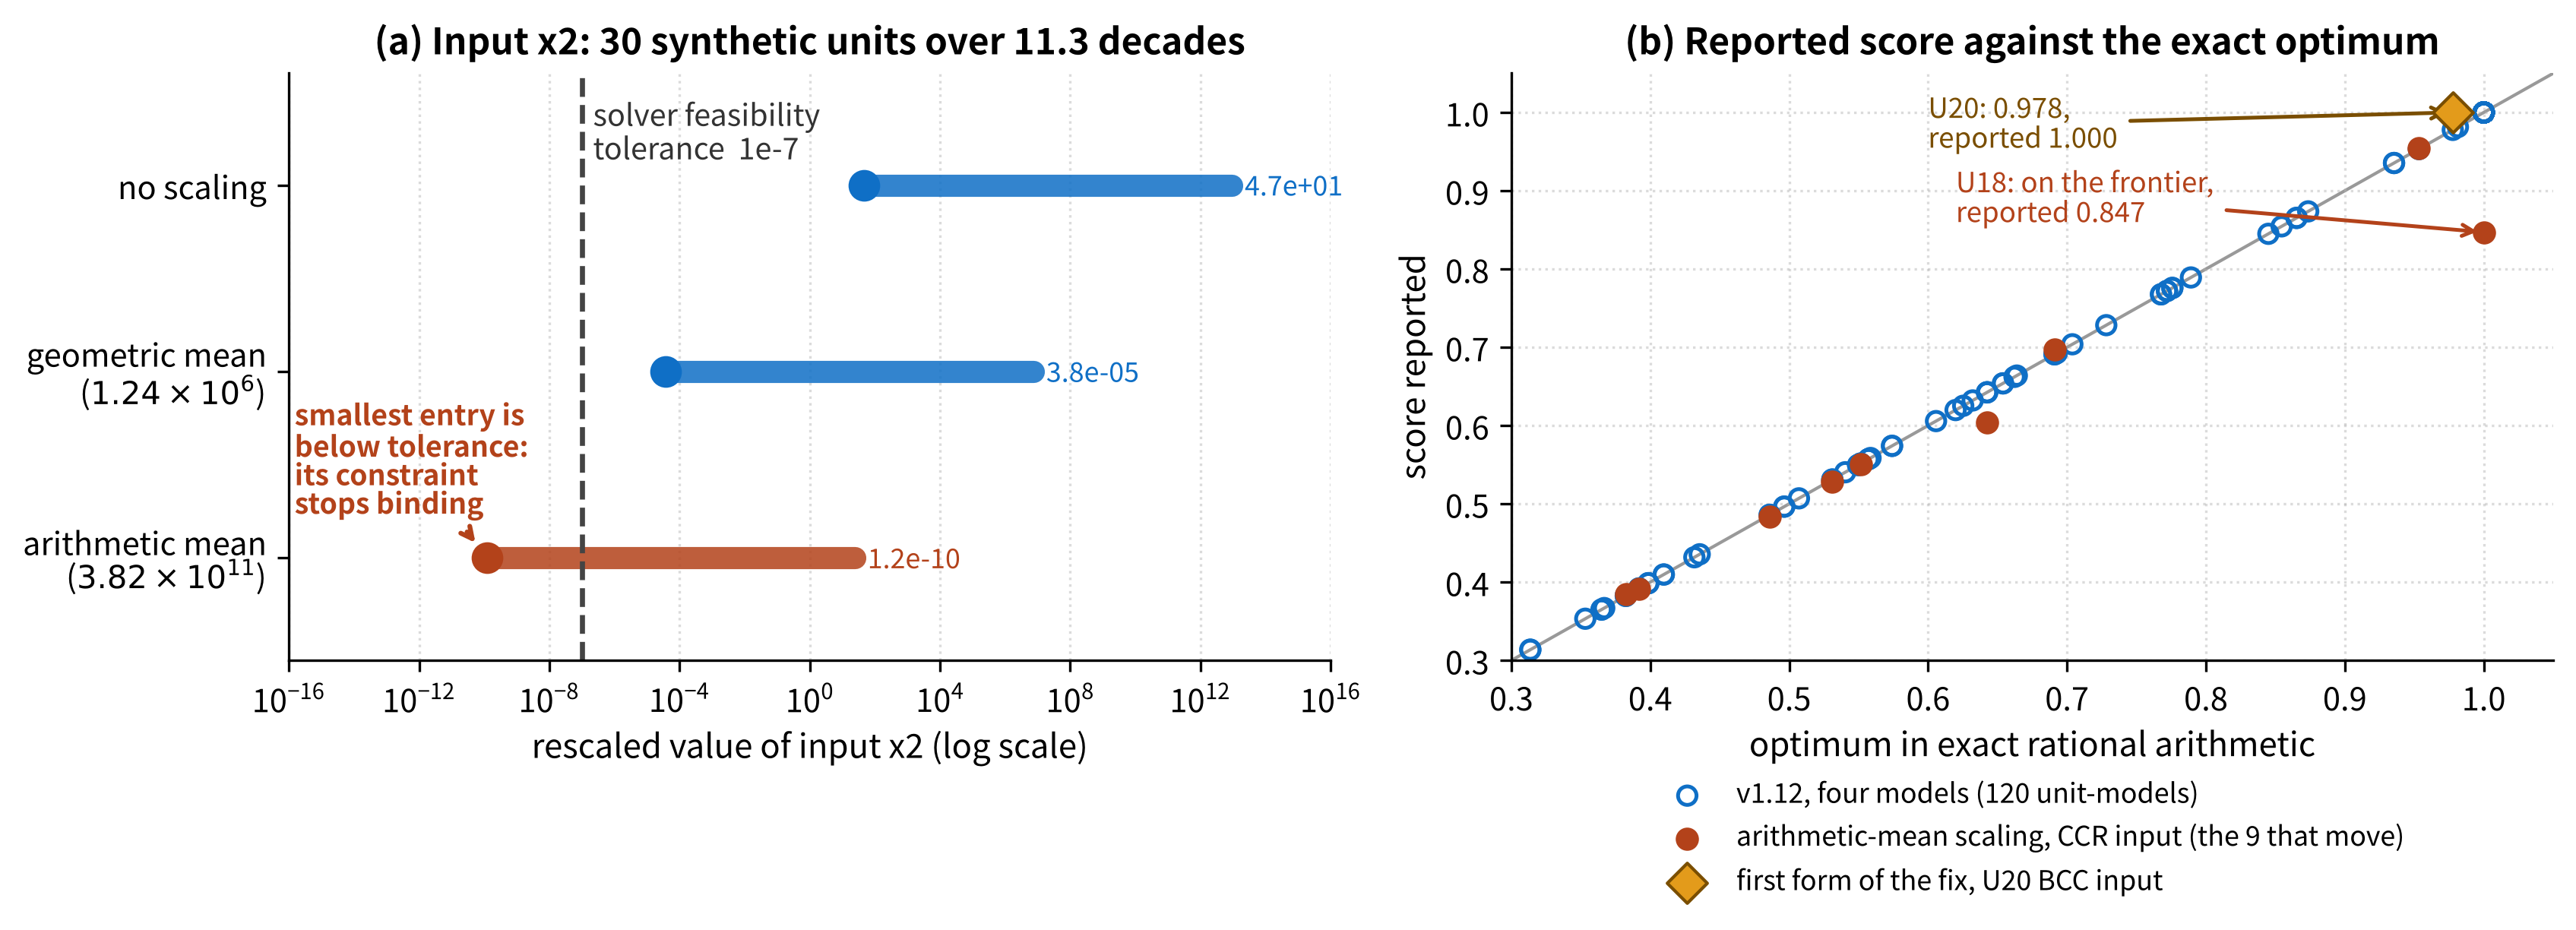 (a) Input x2: 30 synthetic units over 11.3 decades
solver feasibility
tolerance 1e-7
no scaling
4.7e+01
geometric mean
(1.24 × 10⁶)
3.8e-05
smallest entry is
below tolerance:
its constraint
stops binding
arithmetic mean
(3.82 × 10¹¹)
1.2e-10
10⁻¹⁶ 10⁻¹² 10⁻⁸ 10⁻⁴ 10⁰ 10⁴ 10⁸ 10¹² 10¹⁶
rescaled value of input x2 (log scale)
(b) Reported score against the exact optimum
score reported
1.0
0.9
0.8
0.7
0.6
0.5
0.4
0.3
U20: 0.978,
reported 1.000
U18: on the frontier,
reported 0.847
0.3 0.4 0.5 0.6 0.7 0.8 0.9 1.0
optimum in exact rational arithmetic
v1.12, four models (120 unit-models)
arithmetic-mean scaling, CCR input (the 9 that move)
first form of the fix, U20 BCC input